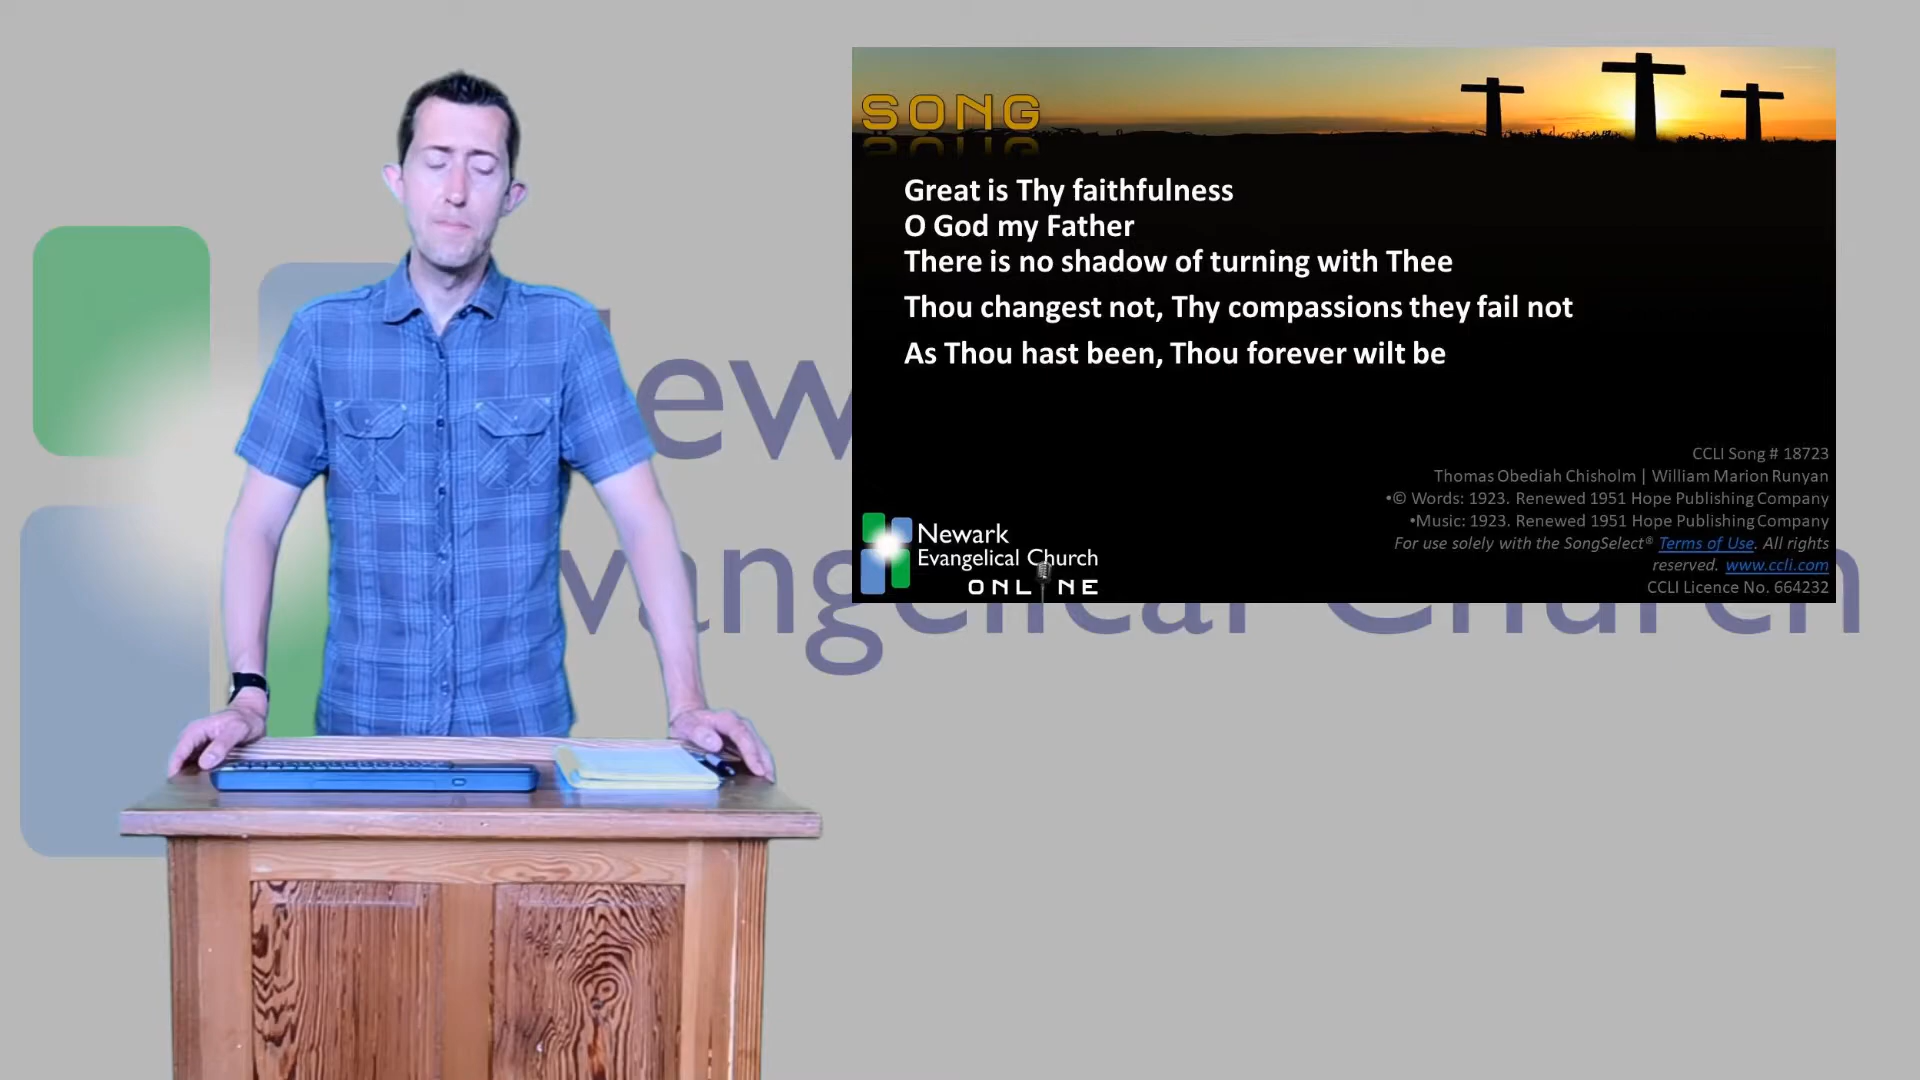 SONG
Great is Thy faithfulness
O God my Father
There is no shadow of turning with Thee
Thou changest not, Thy compassions they fail not
As Thou hast been, Thou forever wilt be
CCLI Song # 18723
Thomas Obediah Chisholm | William Marion Runyan
•© Words: 1923. Renewed 1951 Hope Publishing Company
•Music: 1923. Renewed 1951 Hope Publishing Company
For use solely with the SongSelect® Terms of Use. All rights
reserved. www.ccli.com
CCLI Licence No. 664232
Newark
Evangelical Church
ONLINE
New
vangelical Church